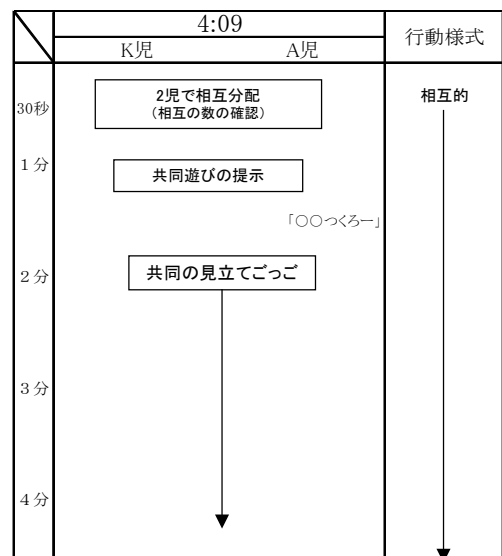 4:09
K児 A児 行動様式
30秒
2児で相互分配
(相互の数の確認)
相互的
1分
共同遊びの提示
「○○つくろー」
2分
共同の見立てごっご
3分
4分